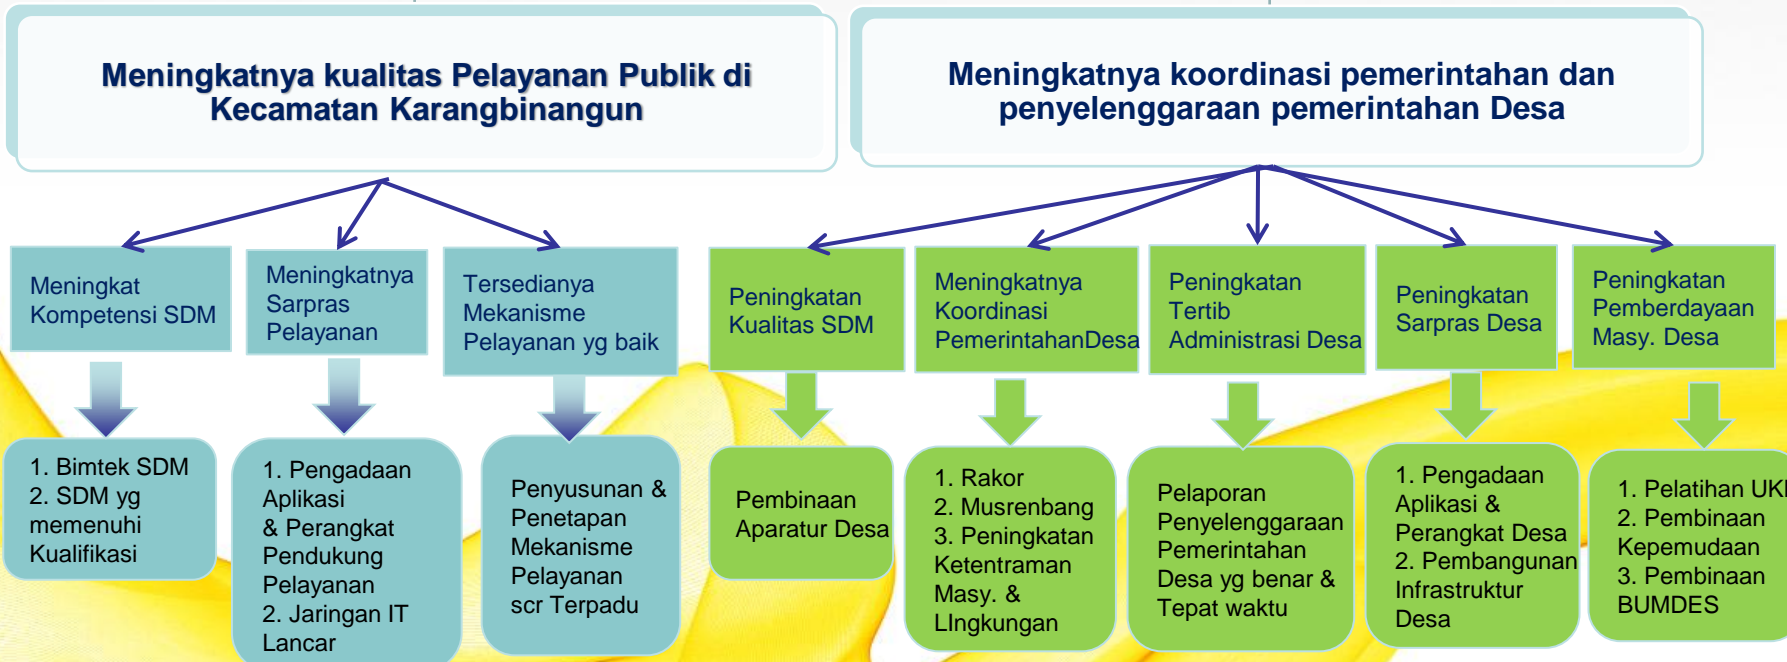 Meningkatnya kualitas Pelayanan Publik di
Kecamatan Karangbinangun
Meningkatnya koordinasi pemerintahan dan
penyelenggaraan pemerintahan Desa
Meningkat
Kompetensi SDM
Meningkatnya
Sarpras
Pelayanan
Tersedianya
Mekanisme
Pelayanan yg baik
Peningkatan
Kualitas SDM
Meningkatnya
Koordinasi
PemerintahanDesa
Peningkatan
Tertib
Administrasi Desa
Peningkatan
Sarpras Desa
Peningkatan
Pemberdayaan
Masy. Desa
1. Bimtek SDM
2. SDM yg
memenuhi
Kualifikasi
1. Pengadaan
Aplikasi
& Perangkat
Pendukung
Pelayanan
2. Jaringan IT
Lancar
Penyusunan &
Penetapan
Mekanisme
Pelayanan
scr Terpadu
Pembinaan
Aparatur Desa
1. Rakor
2. Musrenbang
3. Peningkatan
Ketentraman
Masy. &
LIngkungan
Pelaporan
Penyelenggaraan
Pemerintahan
Desa yg benar &
Tepat waktu
1. Pengadaan
Aplikasi &
Perangkat Desa
2. Pembangunan
Infrastruktur
Desa
1. Pelatihan
2. Pembinaan
Kepemudaan
3. Pembinaan
BUMDES